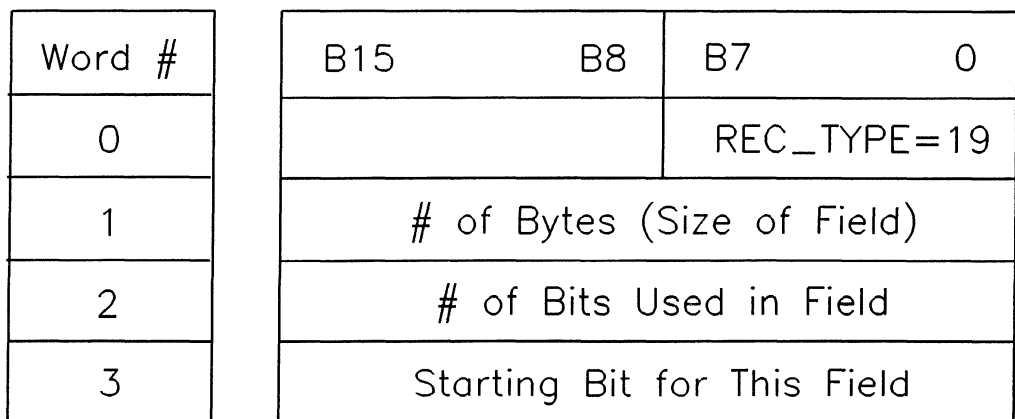 Word # B15 B8 B7 0
0 REC_TYPE=19
1 # of Bytes (Size of Field)
2 # of Bits Used in Field
3 Starting Bit for This Field